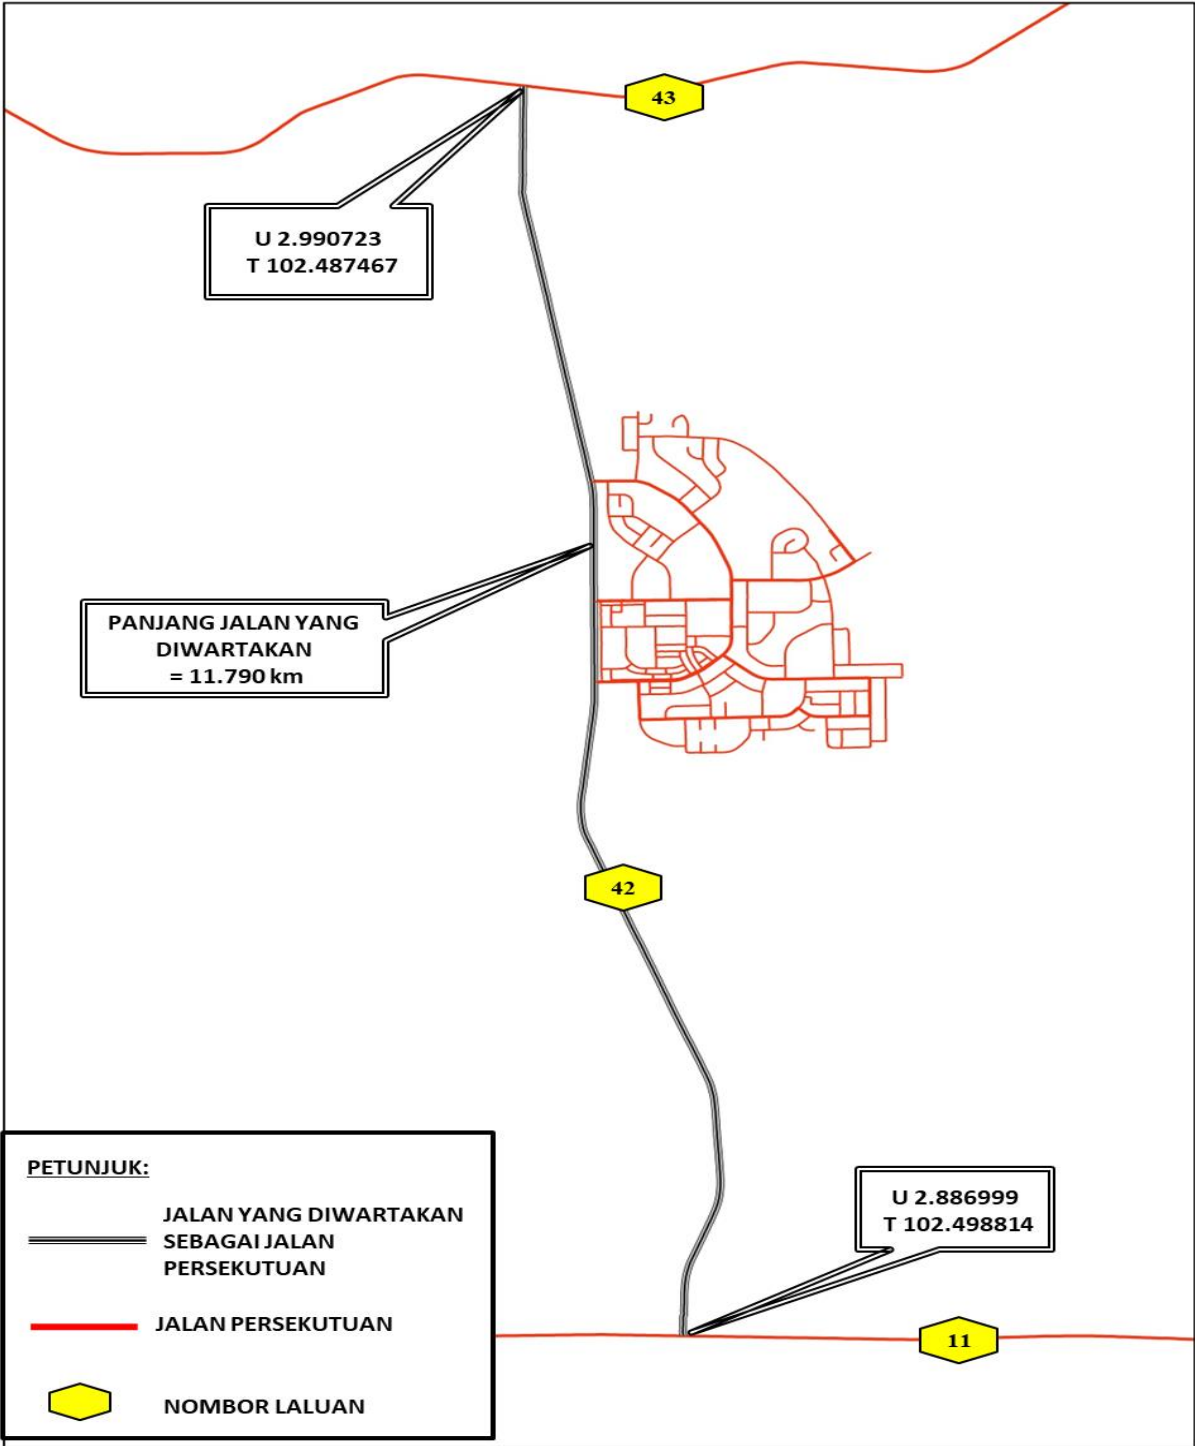 43
U 2.990723
T 102.487467
PANJANG JALAN YANG
DIWARTAKAN
= 11.790 km
42
U 2.886999
T 102.498814
11
PETUNJUK:
JALAN YANG DIWARTAKAN
SEBAGAI JALAN
PERSEKUTUAN
JALAN PERSEKUTUAN
NOMBOR LALUAN